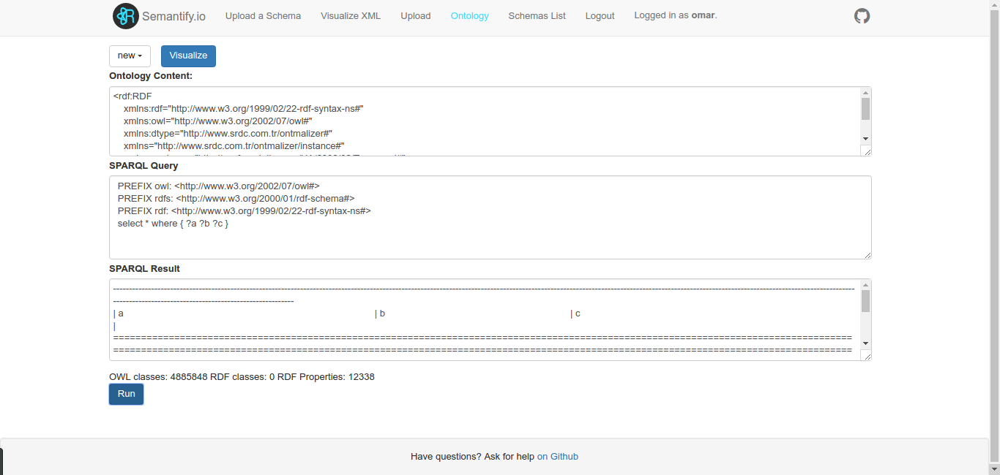 Semantify.io Upload a Schema Visualize XML Upload Ontology Schemas List Logout Logged in as omar.
new Visualize
Ontology Content:
<rdf:RDF
xmlns:rdf="http://www.w3.org/1999/02/22-rdf-syntax-ns#"
xmlns:owl="http://www.w3.org/2002/07/owl#"
xmlns:dtype="http://www.srdc.com.tr/ontmalizer#"
xmlns="http://www.srdc.com.tr/ontmalizer/instance#"
SPARQL Query
PREFIX owl: <http://www.w3.org/2002/07/owl#>
PREFIX rdfs: <http://www.w3.org/2000/01/rdf-schema#>
PREFIX rdf: <http://www.w3.org/1999/02/22-rdf-syntax-ns#>
select * where { ?a ?b ?c }
SPARQL Result
| a | b | c
|
OWL classes: 4885848 RDF classes: 0 RDF Properties: 12338
Run
Have questions? Ask for help on Github